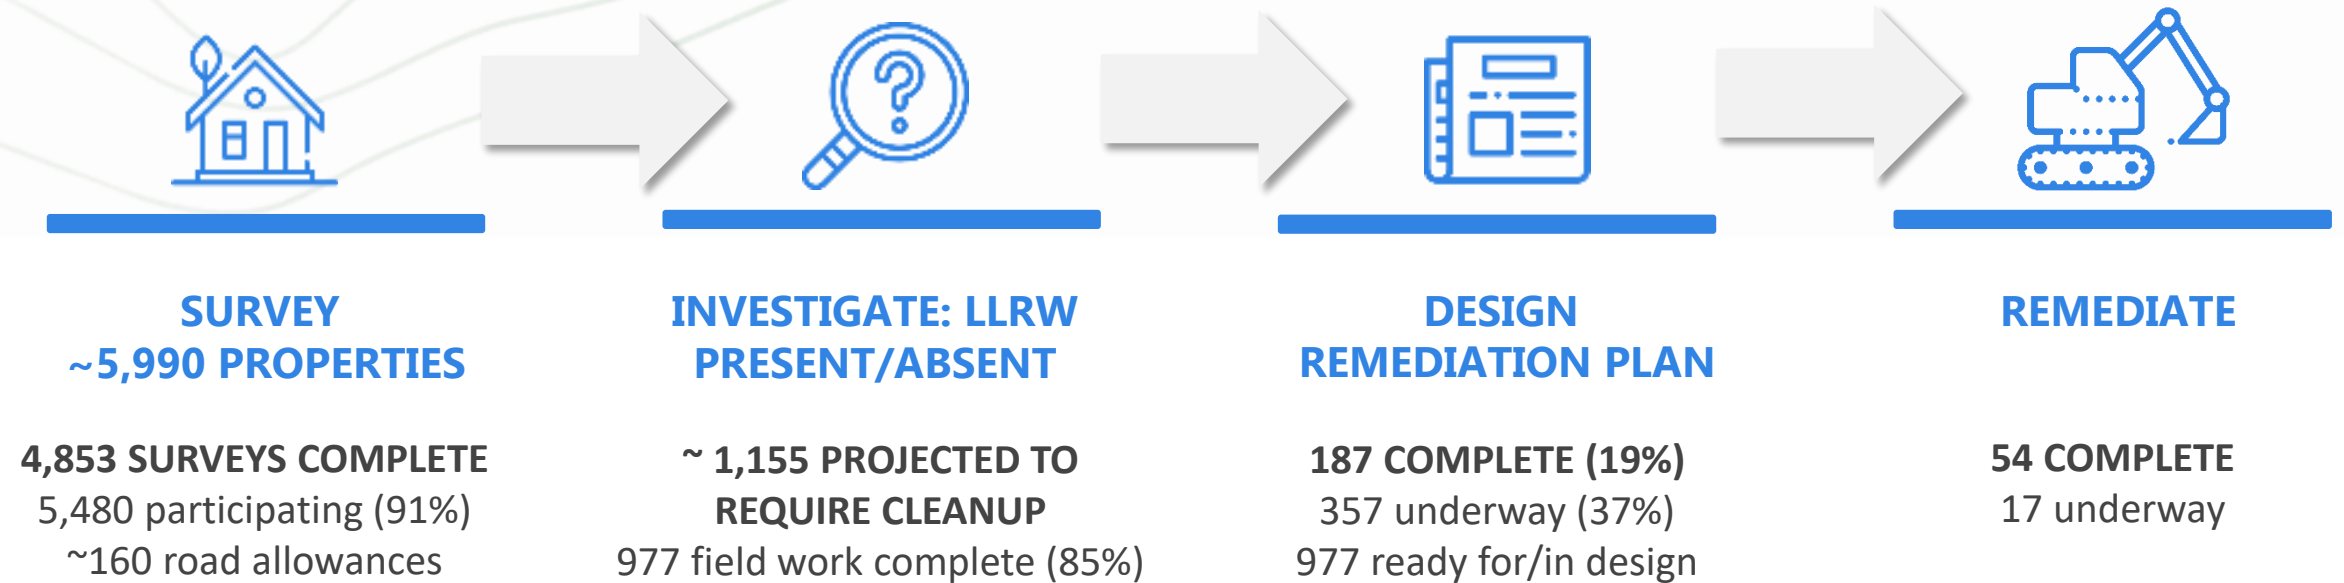 SURVEY
~5,990 PROPERTIES
4,853 SURVEYS COMPLETE
5,480 participating (91%)
~160 road allowances
INVESTIGATE: LLRW
PRESENT/ABSENT
~ 1,155 PROJECTED TO
REQUIRE CLEANUP
977 field work complete (85%)
DESIGN
REMEDIATION PLAN
187 COMPLETE (19%)
357 underway (37%)
977 ready for/in design
REMEDIATE
54 COMPLETE
17 underway